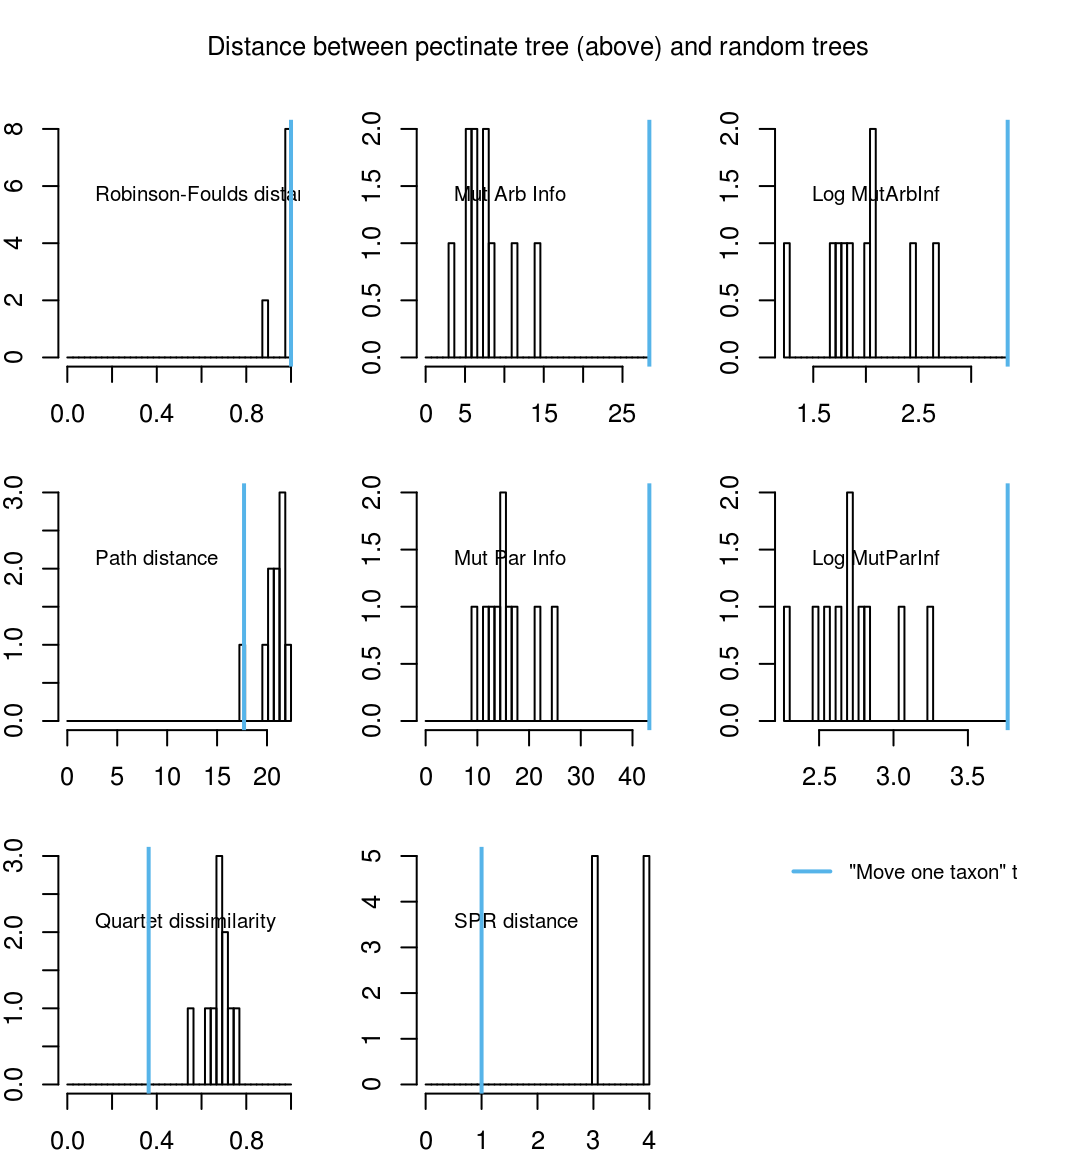 Distance between pectinate tree (above) and random trees
0 2 4 6 8
Robinson-Foulds distar
0.0 0.4 0.8
0.0 0.5 1.0 1.5 2.0
Mut Arb Info
0 5 15 25
0.0 0.5 1.0 1.5 2.0
Log MutArbInf
1.5 2.5
0.0 1.0 2.0 3.0
Path distance
0 5 10 15 20
0.0 0.5 1.0 1.5 2.0
Mut Par Info
0 10 20 30 40
0.0 0.5 1.0 1.5 2.0
Log MutParInf
2.5 3.0 3.5
0.0 1.0 2.0 3.0
Quartet dissimilarity
0.0 0.4 0.8
0 1 2 3 4 5
SPR distance
0 1 2 3 4
"Move one taxon" t